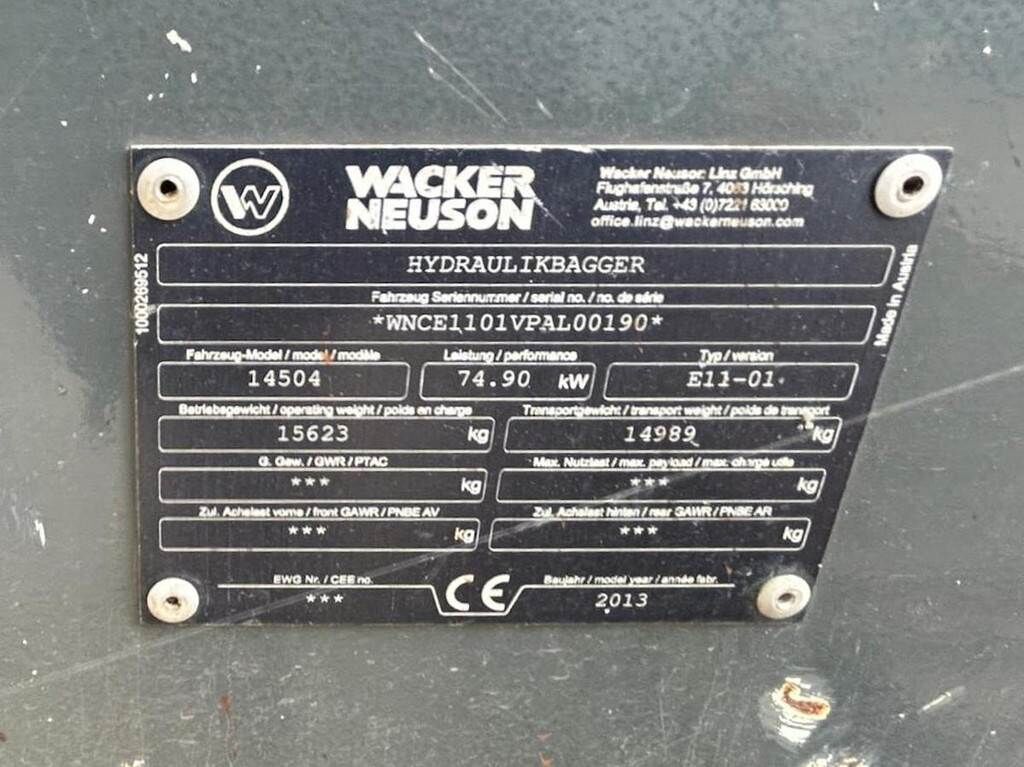 W
WACKER
NEUSON
Wacker Neuson Linz GmbH
Flughafenstraße 7, 4063 Hörsching
Austria, Tel. +43 (0)7221 63000
office.linz@wackerneuson.com
1000269512
HYDRAULIKBAGGER
Made in Austria
Fahrzeug Seriennummer / serial no. / no. de série
*WNCE1101VPAL00190*
Fahrzeug-Model / model / modèle Leistung / performance Typ / version
14504 74.90 kW E11-01
Betriebsgewicht / operating weight / poids en charge Transportgewicht / transport weight / poids de transport
15623 kg 14989 kg
G. Gew. / GWR / PTAC Max. Nutzlast / max. payload / max. charge utile
*** kg *** kg
Zul. Achslast vorne / front GAWR / PNBE AV Zul. Achslast hinten / rear GAWR / PNBE AR
*** kg *** kg
EWG Nr. / CEE no. CE Baujahr / model year / année fabr.
*** 2013